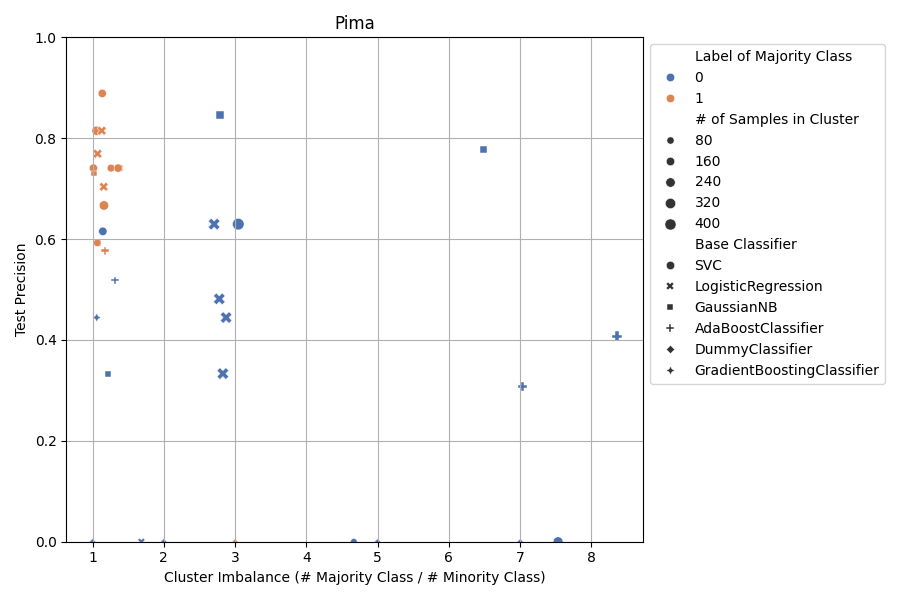 Pima
1.0
0.8
0.6
0.4
0.2
0.0
Test Precision
1
2
3
4
5
6
7
8
Cluster Imbalance (# Majority Class / # Minority Class)
Label of Majority Class
0
1
# of Samples in Cluster
80
160
240
320
400
Base Classifier
SVC
LogisticRegression
GaussianNB
AdaBoostClassifier
DummyClassifier
GradientBoostingClassifier